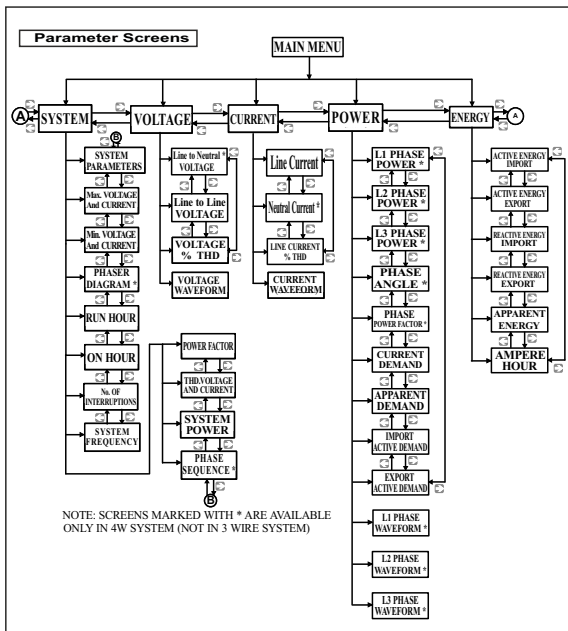 Parameter Screens
MAIN MENU
A
SYSTEM
VOLTAGE
CURRENT
POWER
ENERGY
A
B
SYSTEM
PARAMETERS
Max. VOLTAGE
And CURRENT
Min. VOLTAGE
And CURRENT
PHASER
DIAGRAM *
RUN HOUR
ON HOUR
No. OF
INTERRUPTIONS
SYSTEM
FREQUENCY
POWER FACTOR
THD.VOLTAGE
AND CURRENT
SYSTEM
POWER
PHASE
SEQUENCE *
B
Line to Neutral *
VOLTAGE
Line to Line
VOLTAGE
VOLTAGE
% THD
VOLTAGE
WAVEFORM
Line Current
Neutral Current *
LINE CURRENT
% THD
CURRENT
WAVEFORM
L1 PHASE
POWER *
L2 PHASE
POWER *
L3 PHASE
POWER *
PHASE
ANGLE *
PHASE
POWER FACTOR *
CURRENT
DEMAND
APPARENT
DEMAND
IMPORT
ACTIVE DEMAND
EXPORT
ACTIVE DEMAND
L1 PHASE
WAVEFORM *
L2 PHASE
WAVEFORM *
L3 PHASE
WAVEFORM *
ACTIVE ENERGY
IMPORT
ACTIVE ENERGY
EXPORT
REACTIVE ENERGY
IMPORT
REACTIVE ENERGY
EXPORT
APPARENT
ENERGY
AMPERE
HOUR
NOTE: SCREENS MARKED WITH * ARE AVAILABLE
ONLY IN 4W SYSTEM (NOT IN 3 WIRE SYSTEM)